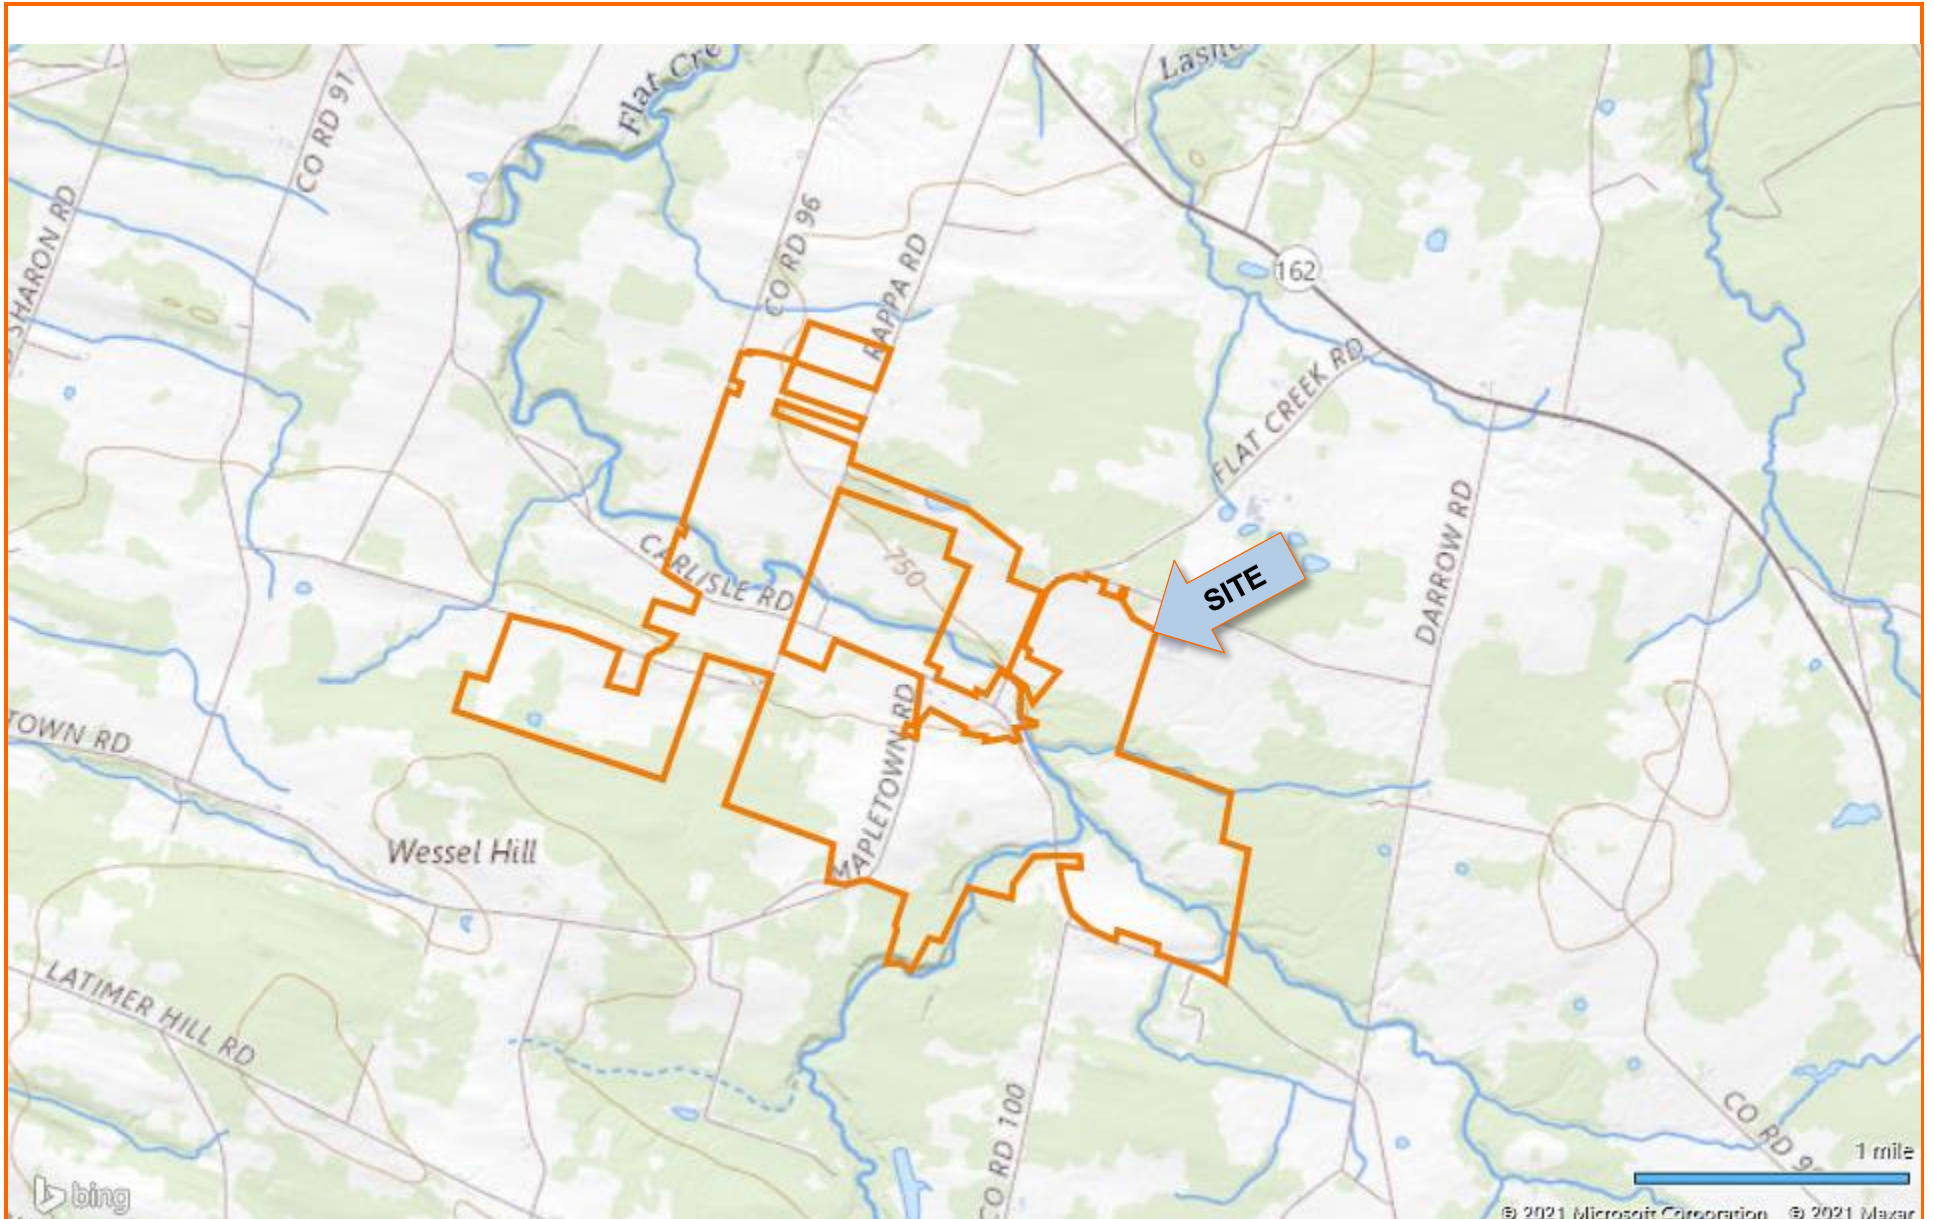 Flat Cre
Lashe
CO RD 91
SHARON RD
CO RD 96
RAPPA RD
162
FLAT CREEK RD
DARROW RD
CARLISLE RD
750
SITE
TOWN RD
MAPLETOWN RD
Wessel Hill
LATIMER HILL RD
CO RD 100
CO RD 9
1 mile
bing
© 2021 Microsoft Corporation © 2021 Maxar